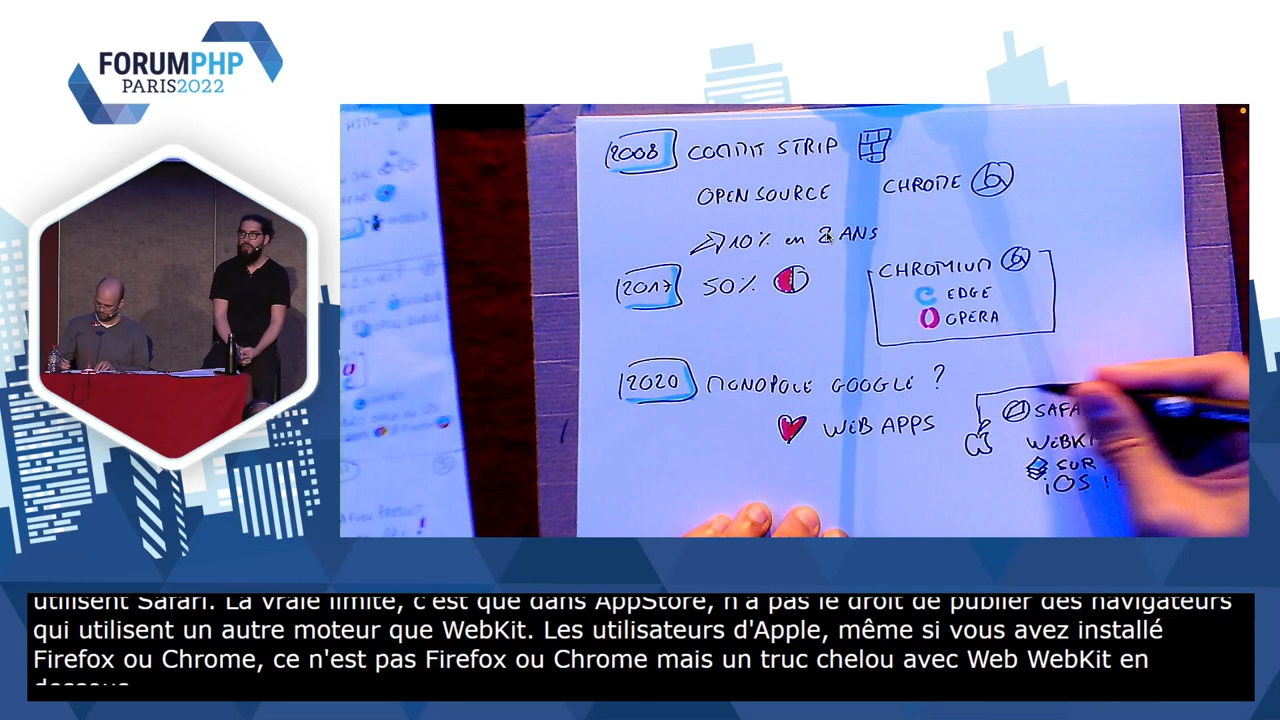 FORUMPHP
PARIS2022
2008 COMMIT STRIP
OPEN SOURCE CHROME
10% en 2 ANS
2017 50% CHROMIUM
EDGE
OPERA
2020 MONOPOLE GOOGLE ?
WEB APPS
SAFA
WEBKI
SUR
iOS !
utilisent Safari. La vraie limite, c'est que dans AppStore, n'a pas le droit de publier des navigateurs
qui utilisent un autre moteur que WebKit. Les utilisateurs d'Apple, même si vous avez installé
Firefox ou Chrome, ce n'est pas Firefox ou Chrome mais un truc chelou avec Web WebKit en
dessous.